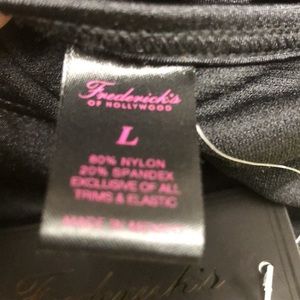 Frederick's
OF HOLLYWOOD
L
80% NYLON
20% SPANDEX
EXCLUSIVE OF ALL
TRIMS & ELASTIC
MADE IN